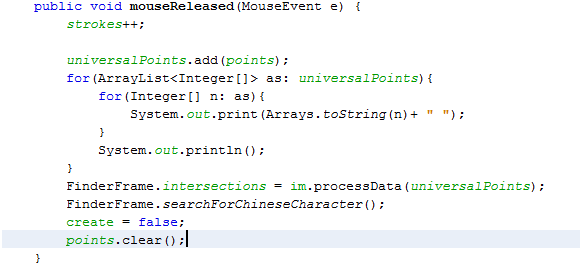 public void mouseReleased(MouseEvent e) {
strokes++;
universalPoints.add(points);
for(ArrayList<Integer[]> as: universalPoints){
for(Integer[] n: as){
System.out.print(Arrays.toString(n)+ " ");
}
System.out.println();
}
FinderFrame.intersections = im.processData(universalPoints);
FinderFrame.searchForChineseCharacter();
create = false;
points.clear();
}